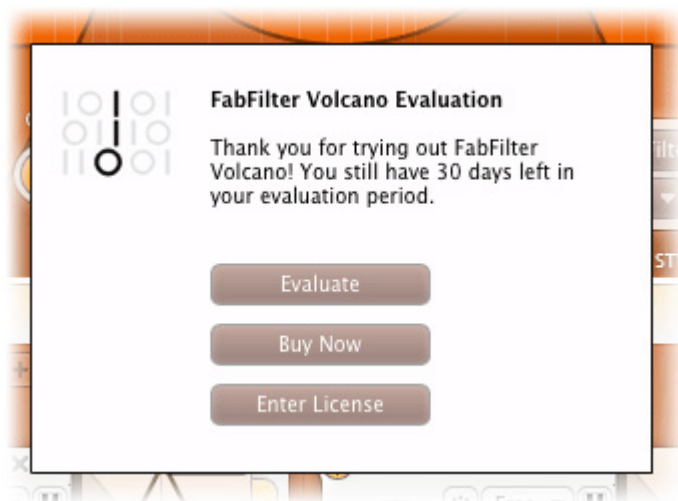 FabFilter Volcano Evaluation
Thank you for trying out FabFilter
Volcano! You still have 30 days left in
your evaluation period.
Evaluate
Buy Now
Enter License